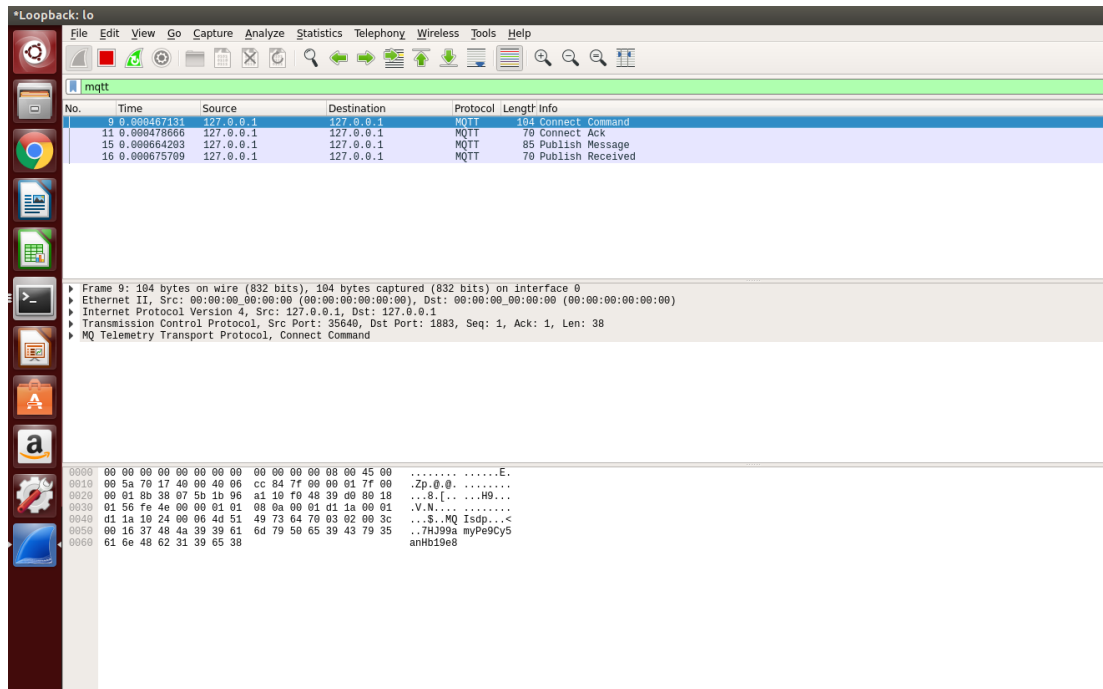 *Loopback: lo
File Edit View Go Capture Analyze Statistics Telephony Wireless Tools Help
mqtt
No. Time Source Destination Protocol Length Info
9 0.000467131 127.0.0.1 127.0.0.1 MQTT 104 Connect Command
11 0.000478666 127.0.0.1 127.0.0.1 MQTT 70 Connect Ack
15 0.000664203 127.0.0.1 127.0.0.1 MQTT 85 Publish Message
16 0.000675709 127.0.0.1 127.0.0.1 MQTT 70 Publish Received
Frame 9: 104 bytes on wire (832 bits), 104 bytes captured (832 bits) on interface 0
Ethernet II, Src: 00:00:00_00:00:00 (00:00:00:00:00:00), Dst: 00:00:00_00:00:00 (00:00:00:00:00:00)
Internet Protocol Version 4, Src: 127.0.0.1, Dst: 127.0.0.1
Transmission Control Protocol, Src Port: 35640, Dst Port: 1883, Seq: 1, Ack: 1, Len: 38
MQ Telemetry Transport Protocol, Connect Command
0000 00 00 00 00 00 00 00 00 00 00 00 00 08 00 45 00 ........ ......E.
0010 00 5a 70 17 40 00 40 06 cc 84 7f 00 00 01 7f 00 .Zp.@.@. ........
0020 00 01 8b 38 07 5b 1b 96 a1 10 f0 48 39 d0 80 18 ...8.[.. ...H9...
0030 01 56 fe 4e 00 00 01 01 08 0a 00 01 d1 1a 00 01 .V.N.... ........
0040 d1 1a 10 24 00 06 4d 51 49 73 64 70 03 02 00 3c ...$..MQ Isdp...<
0050 00 16 37 48 4a 39 39 61 6d 79 50 65 39 43 79 35 ..7HJ99a myPe9Cy5
0060 61 6e 48 62 31 39 65 38 anHb19e8